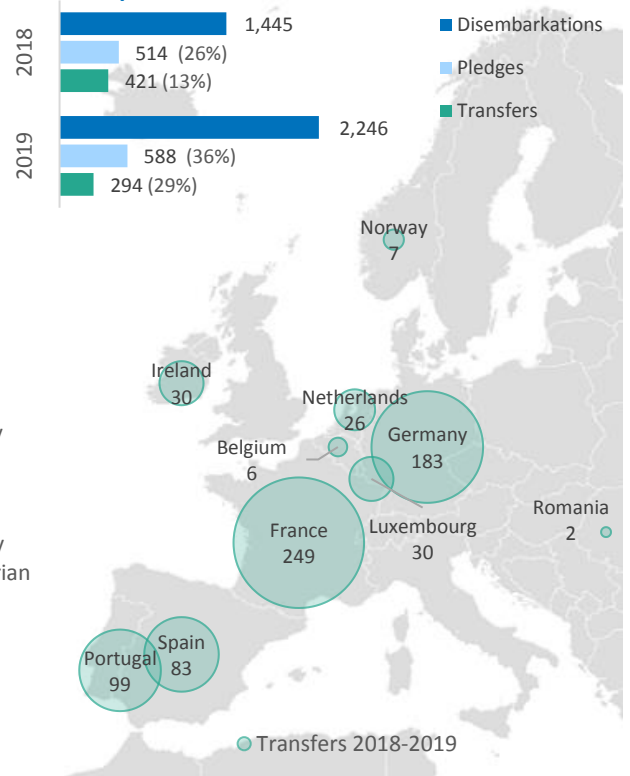 2018
1,445
514 (26%)
421 (13%)
2019
2,246
588 (36%)
294 (29%)
Disembarkations
Pledges
Transfers
Norway
7
Ireland
30
Netherlands
26
Belgium
6
Germany
183
Luxembourg
30
France
249
Romania
2
rian
Spain
83
Portugal
99
Transfers 2018-2019